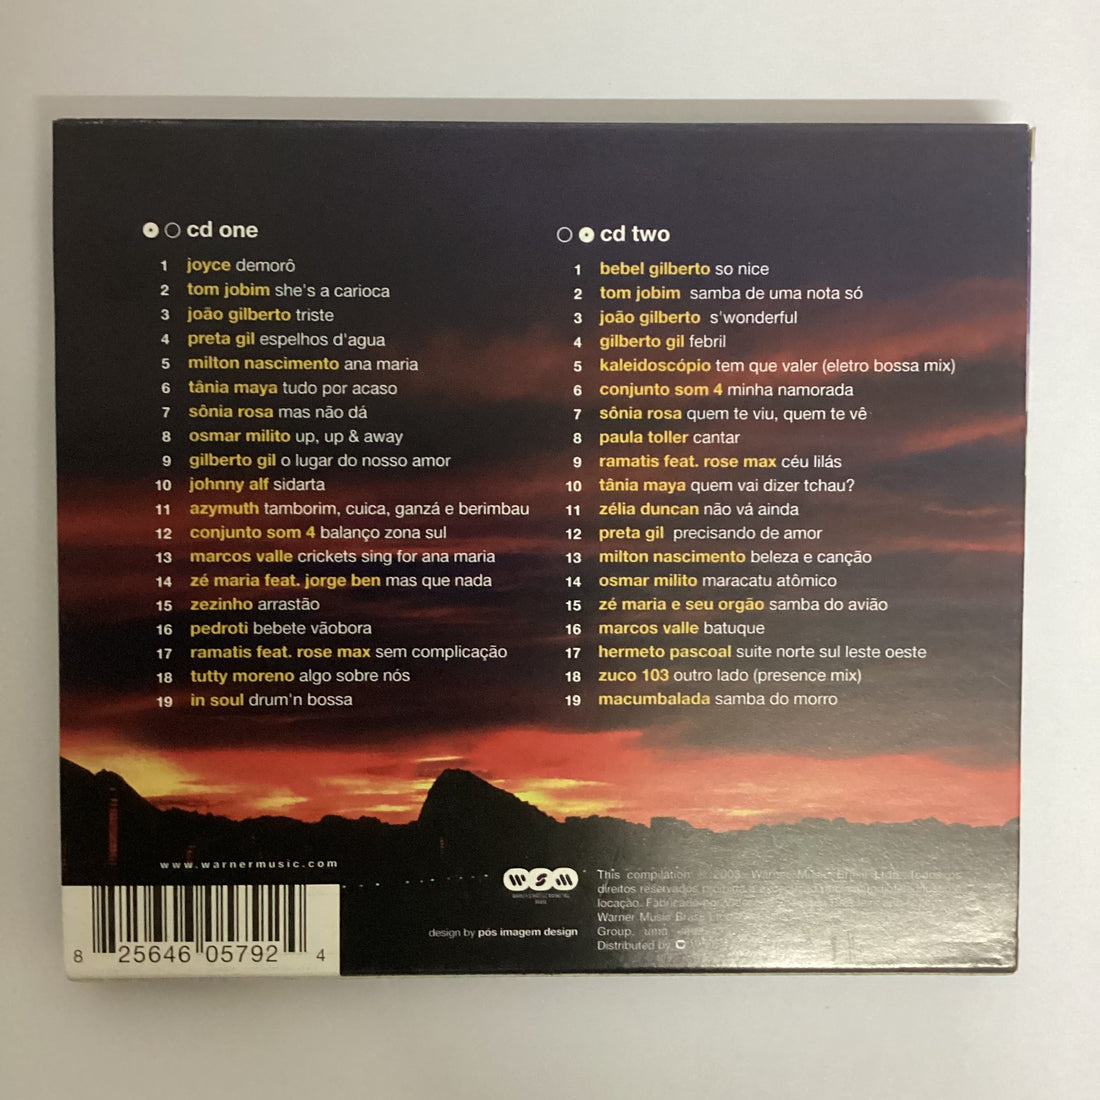 cd one
1 joyce demorô
2 tom jobim she's a carioca
3 joão gilberto triste
4 preta gil espelhos d'agua
5 milton nascimento ana maria
6 tânia maya tudo por acaso
7 sônia rosa mas não dá
8 osmar milito up, up & away
9 gilberto gil o lugar do nosso amor
10 johnny alf sidarta
11 azymuth tamborim, cuica, ganzá e berimbau
12 conjunto som 4 balanço zona sul
13 marcos valle crickets sing for ana maria
14 zé maria feat. jorge ben mas que nada
15 zezinho arrastão
16 pedroti bebete vãobora
17 ramatis feat. rose max sem complicação
18 tutty moreno algo sobre nós
19 in soul drum'n bossa
cd two
1 bebel gilberto so nice
2 tom jobim samba de uma nota só
3 joão gilberto s'wonderful
4 gilberto gil febril
5 kaleidoscópio tem que valer (eletro bossa mix)
6 conjunto som 4 minha namorada
7 sônia rosa quem te viu, quem te vê
8 paula toller cantar
9 ramatis feat. rose max céu lilás
10 tânia maya quem vai dizer tchau?
11 zélia duncan não vá ainda
12 preta gil precisando de amor
13 milton nascimento beleza e canção
14 osmar milito maracatu atômico
15 zé maria e seu orgão samba do avião
16 marcos valle batuque
17 hermeto pascoal suite norte sul leste oeste
18 zuco 103 outro lado (presence mix)
19 macumbalada samba do morro
www.warnermusic.com
8 25646 05792 4
WSM
design by pós imagem design
This compilation Warner Music
direitos reservados
locação. Fabricado por
Warner Music Brasil
Group, uma
Distributed by